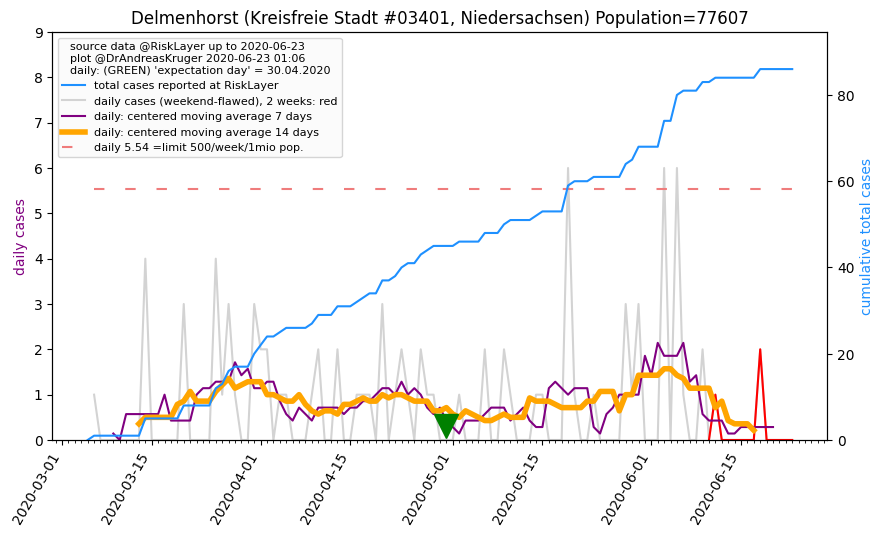 Delmenhorst (Kreisfreie Stadt #03401, Niedersachsen) Population=77607
source data @RiskLayer up to 2020-06-23
plot @DrAndreasKruger 2020-06-23 01:06
daily: (GREEN) 'expectation day' = 30.04.2020
total cases reported at RiskLayer
daily cases (weekend-flawed), 2 weeks: red
daily: centered moving average 7 days
daily: centered moving average 14 days
daily 5.54 =limit 500/week/1mio pop.
daily cases
9
8
7
6
5
4
3
2
1
0
80
60
40
20
0
cumulative total cases
2020-03-01
2020-03-15
2020-04-01
2020-04-15
2020-05-01
2020-05-15
2020-06-01
2020-06-15